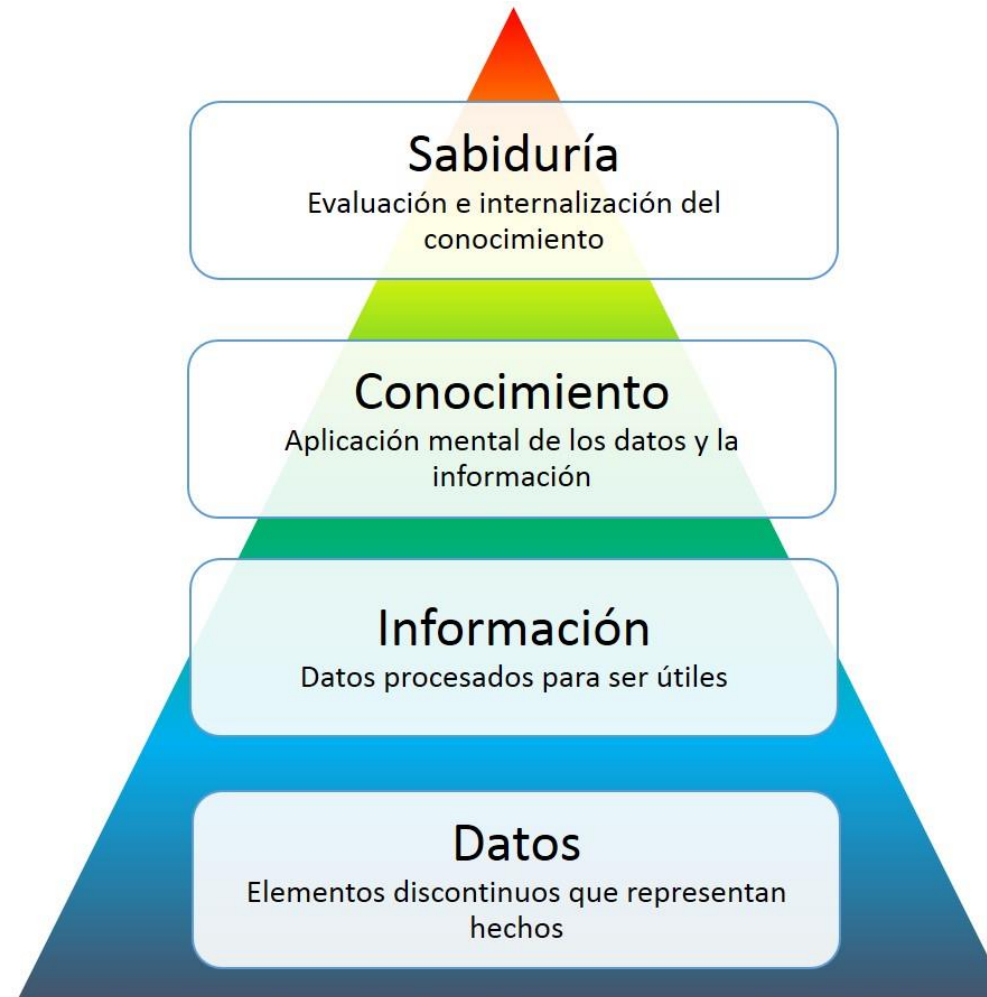 Sabiduría
Evaluación e internalización del
conocimiento
Conocimiento
Aplicación mental de los datos y la
información
Información
Datos procesados para ser útiles
Datos
Elementos discontinuos que representan
hechos